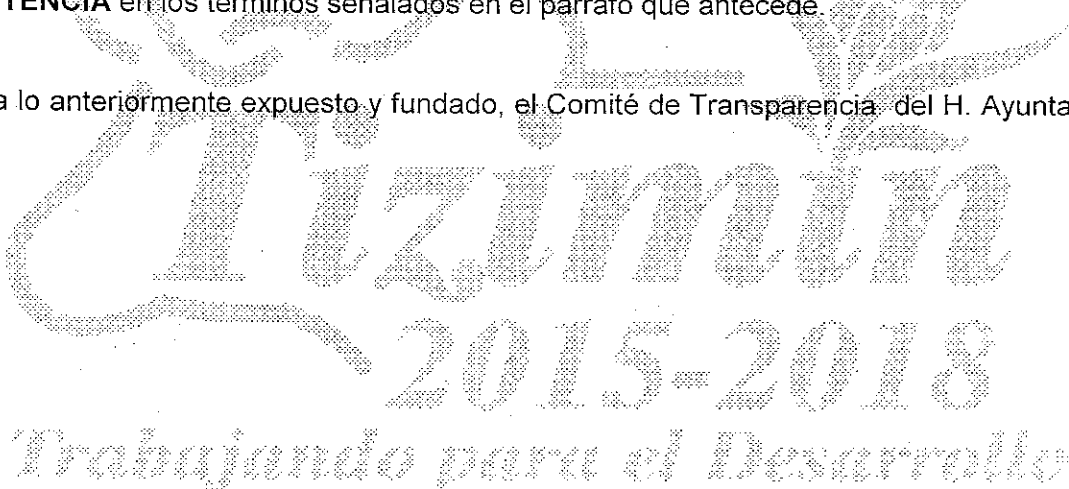 TENCIA en los términos señalados en el párrafo que antecede.
a lo anteriormente expuesto y fundado, el Comité de Transparencia del H. Ayunta
Tizimín
2015-2018
Trabajando para el Desarrollo